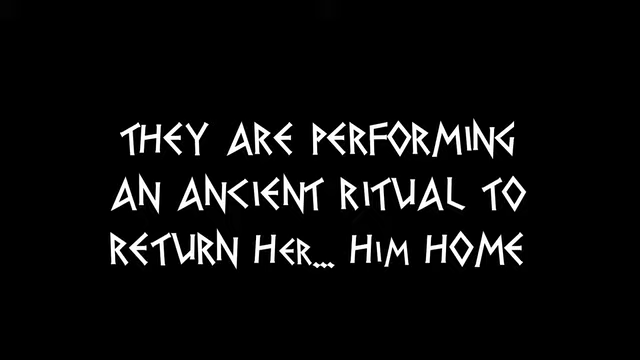 THEY ARE PERFORMING
AN ANCIENT RITUAL TO
RETURN HER... HIM HOME